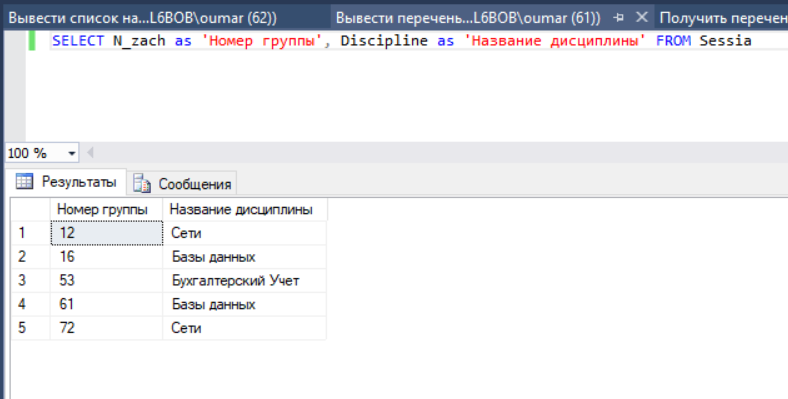 Вывести список на...L6BOB\oumar (62))
Вывести перечень...L6BOB\oumar (61))
Получить перечен
SELECT N_zach as 'Номер группы', Discipline as 'Название дисциплины' FROM Sessia
100 %
Результаты
Сообщения
Номер группы Название дисциплины
1 12 Сети
2 16 Базы данных
3 53 Бухгалтерский Учет
4 61 Базы данных
5 72 Сети